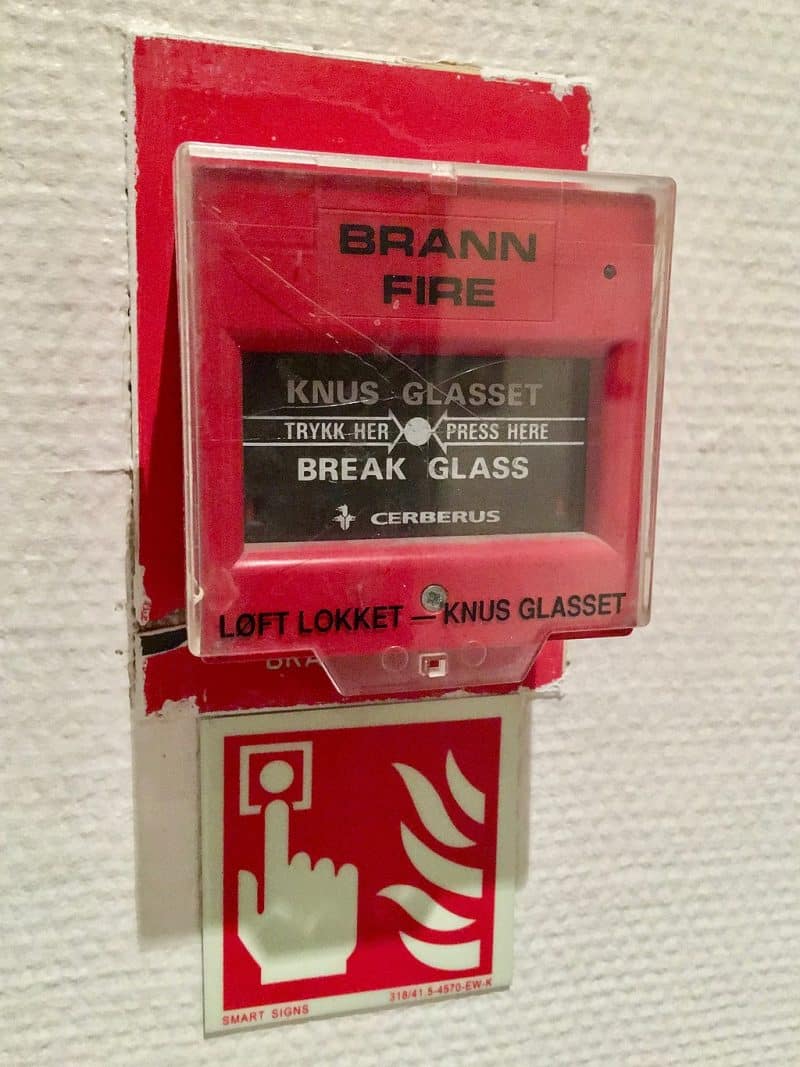 BRANN
FIRE
KNUS GLASSET
TRYKK HER PRESS HERE
BREAK GLASS
CERBERUS
LØFT LOKKET — KNUS GLASSET
318/41.5-4570-EW-K
SMART SIGNS